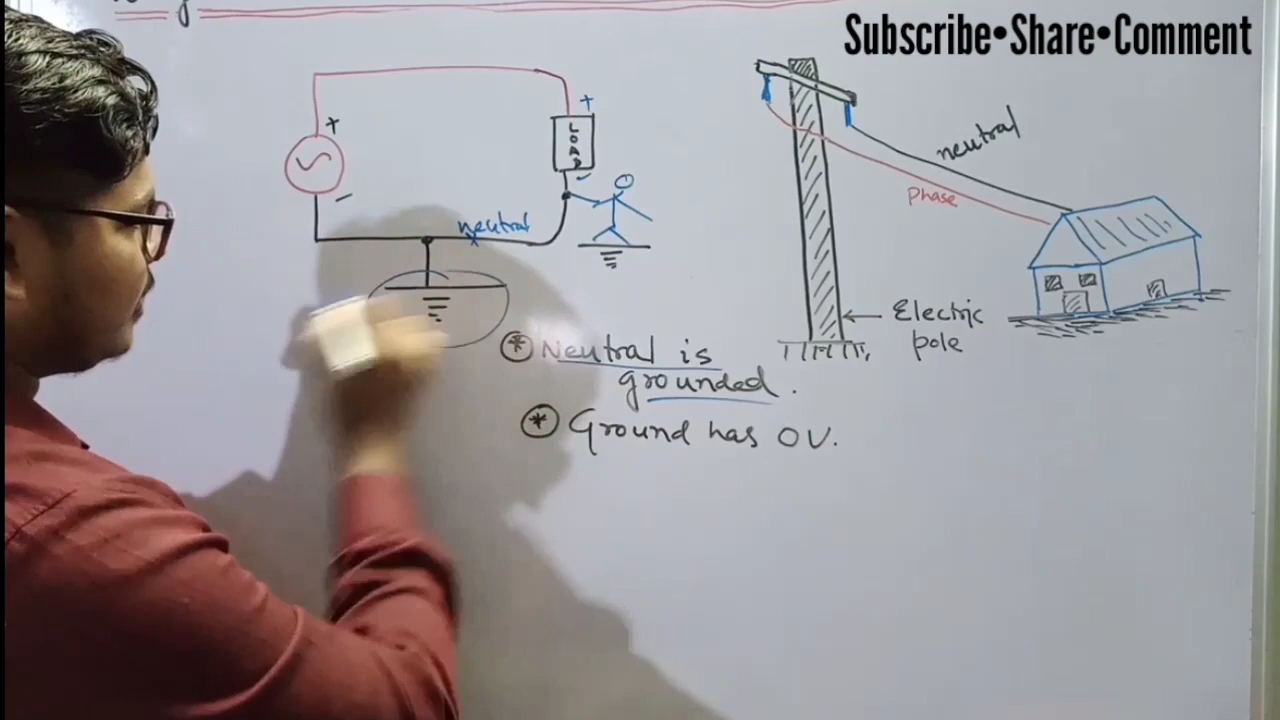 Subscribe•Share•Comment
+
-
+
LOAD
-
neutral
neutral
Phase
Electric
pole
* Neutral is
grounded.
* Ground has 0V.